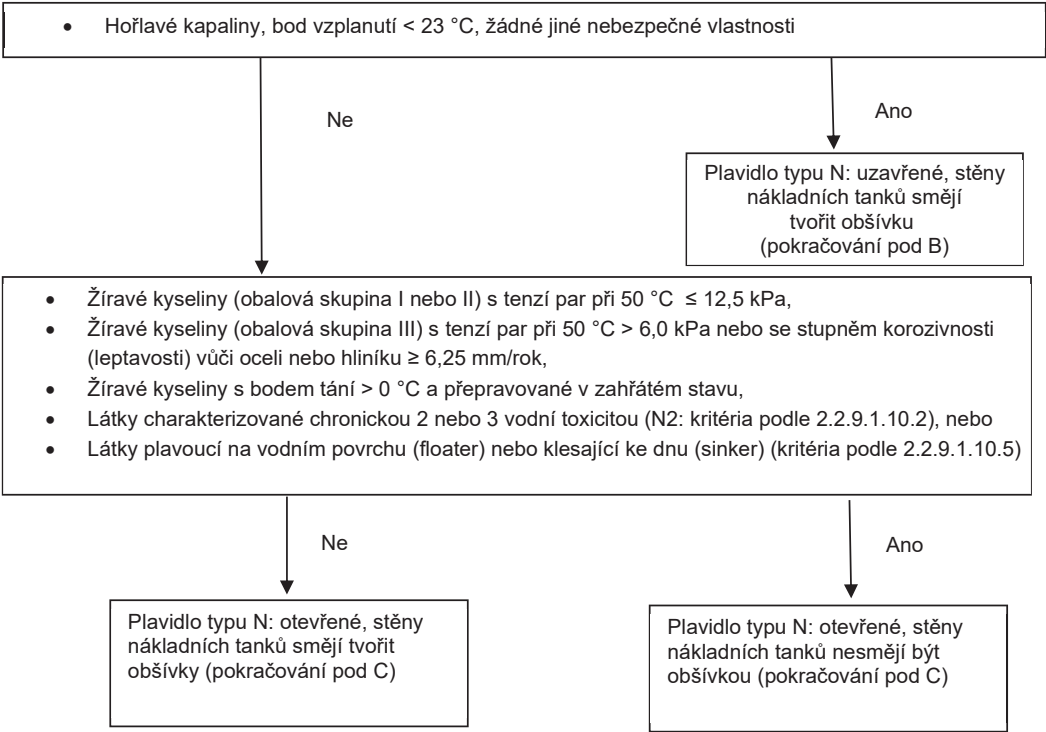 • Hořlavé kapaliny, bod vzplanutí < 23 °C, žádné jiné nebezpečné vlastnosti
Ne
Ano
Plavidlo typu N: uzavřené, stěny
nákladních tanků smějí
tvořit obšívku
(pokračování pod B)
• Žíravé kyseliny (obalová skupina I nebo II) s tenzí par při 50 °C ≤ 12,5 kPa,
• Žíravé kyseliny (obalová skupina III) s tenzí par při 50 °C > 6,0 kPa nebo se stupněm korozivnosti
(leptavosti) vůči oceli nebo hliníku ≥ 6,25 mm/rok,
• Žíravé kyseliny s bodem tání > 0 °C a přepravované v zahřátém stavu,
• Látky charakterizované chronickou 2 nebo 3 vodní toxicitou (N2: kritéria podle 2.2.9.1.10.2), nebo
• Látky plavoucí na vodním povrchu (floater) nebo klesající ke dnu (sinker) (kritéria podle 2.2.9.1.10.5)
Ne
Ano
Plavidlo typu N: otevřené, stěny
nákladních tanků smějí tvořit
obšívky (pokračování pod C)
Plavidlo typu N: otevřené, stěny
nákladních tanků nesmějí být
obšívkou (pokračování pod C)